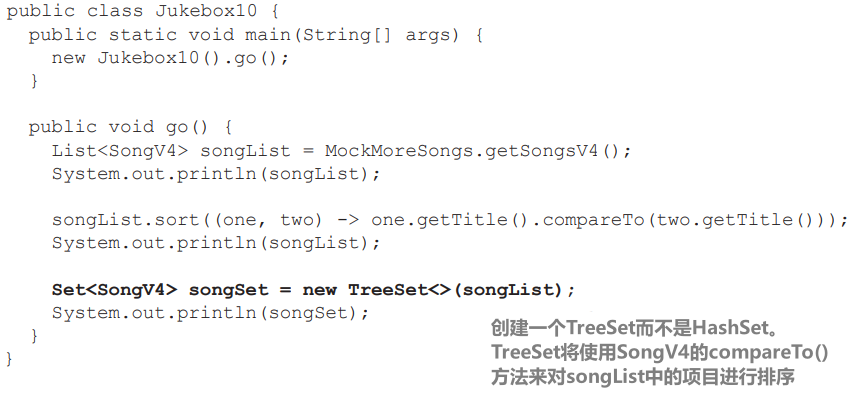 public class Jukebox10 {
  public static void main(String[] args) {
    new Jukebox10().go();
  }
  public void go() {
    List<SongV4> songList = MockMoreSongs.getSongsV4();
    System.out.println(songList);
    songList.sort((one, two) -> one.getTitle().compareTo(two.getTitle()));
    System.out.println(songList);
    Set<SongV4> songSet = new TreeSet<>(songList);
    System.out.println(songSet);
  }
}
创建一个TreeSet而不是HashSet。
TreeSet将使用SongV4的compareTo()
方法来对songList中的项目进行排序